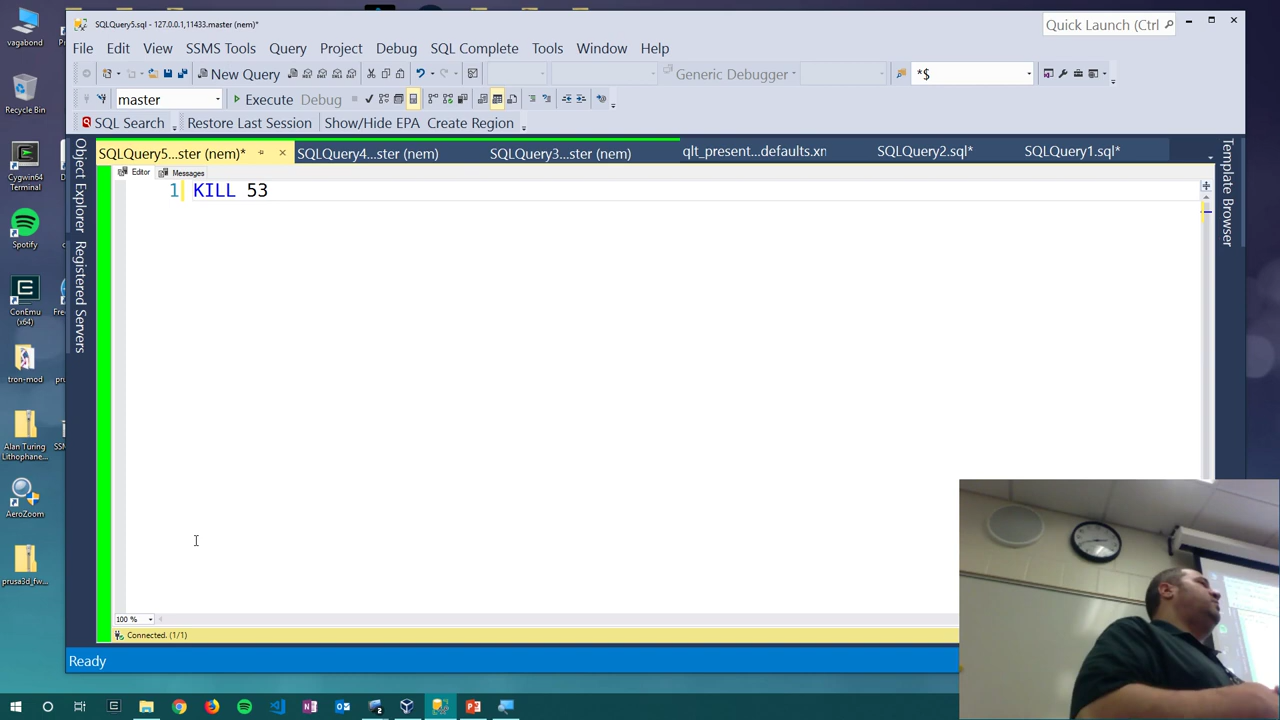 vagabond
Recycle Bin
Cygwin64
Terminal
Spotify
ConEmu
(x64)
tron-mod
Alan Turing
Lithophane...
AeroZoom
prusa3d_fw...
SQLQuery5.sql - 127.0.0.1,11433.master (nem)*
Quick Launch (Ctrl
File Edit View SSMS Tools Query Project Debug SQL Complete Tools Window Help
New Query
Generic Debugger
*$
master
Execute Debug
SQL Search Restore Last Session Show/Hide EPA Create Region
SQLQuery5...ster (nem)* SQLQuery4...ster (nem) SQLQuery3...ster (nem) qlt_present...defaults.xn SQLQuery2.sql* SQLQuery1.sql*
Editor Messages
1 KILL 53
Object Explorer
Registered Servers
Template Browser
100 %
Connected. (1/1)
Ready